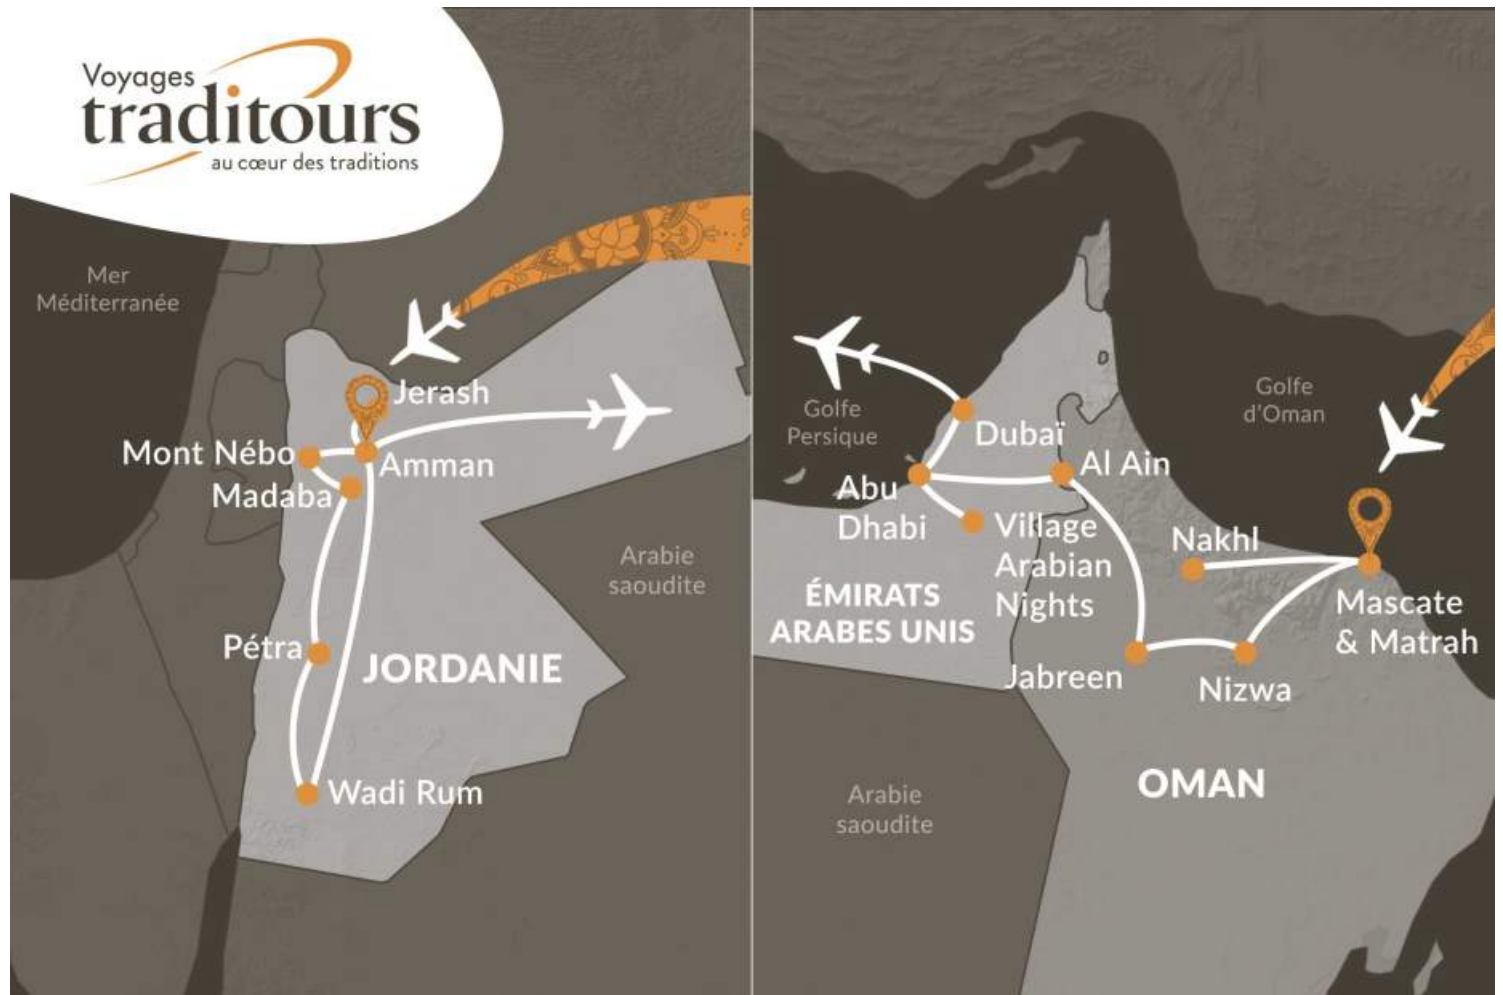 Voyages
traditours
au cœur des traditions
Mer
Méditerranée
Jerash
Mont Nébo
Amman
Madaba
Arabie
saoudite
Pétra
JORDANIE
Wadi Rum
Golfe
Persique
Golfe
d'Oman
Dubaï
Al Ain
Abu
Dhabi
Village
Arabian
Nights
Nakhl
ÉMIRATS
ARABES UNIS
Mascate
& Matrah
Jabreen
Nizwa
OMAN
Arabie
saoudite